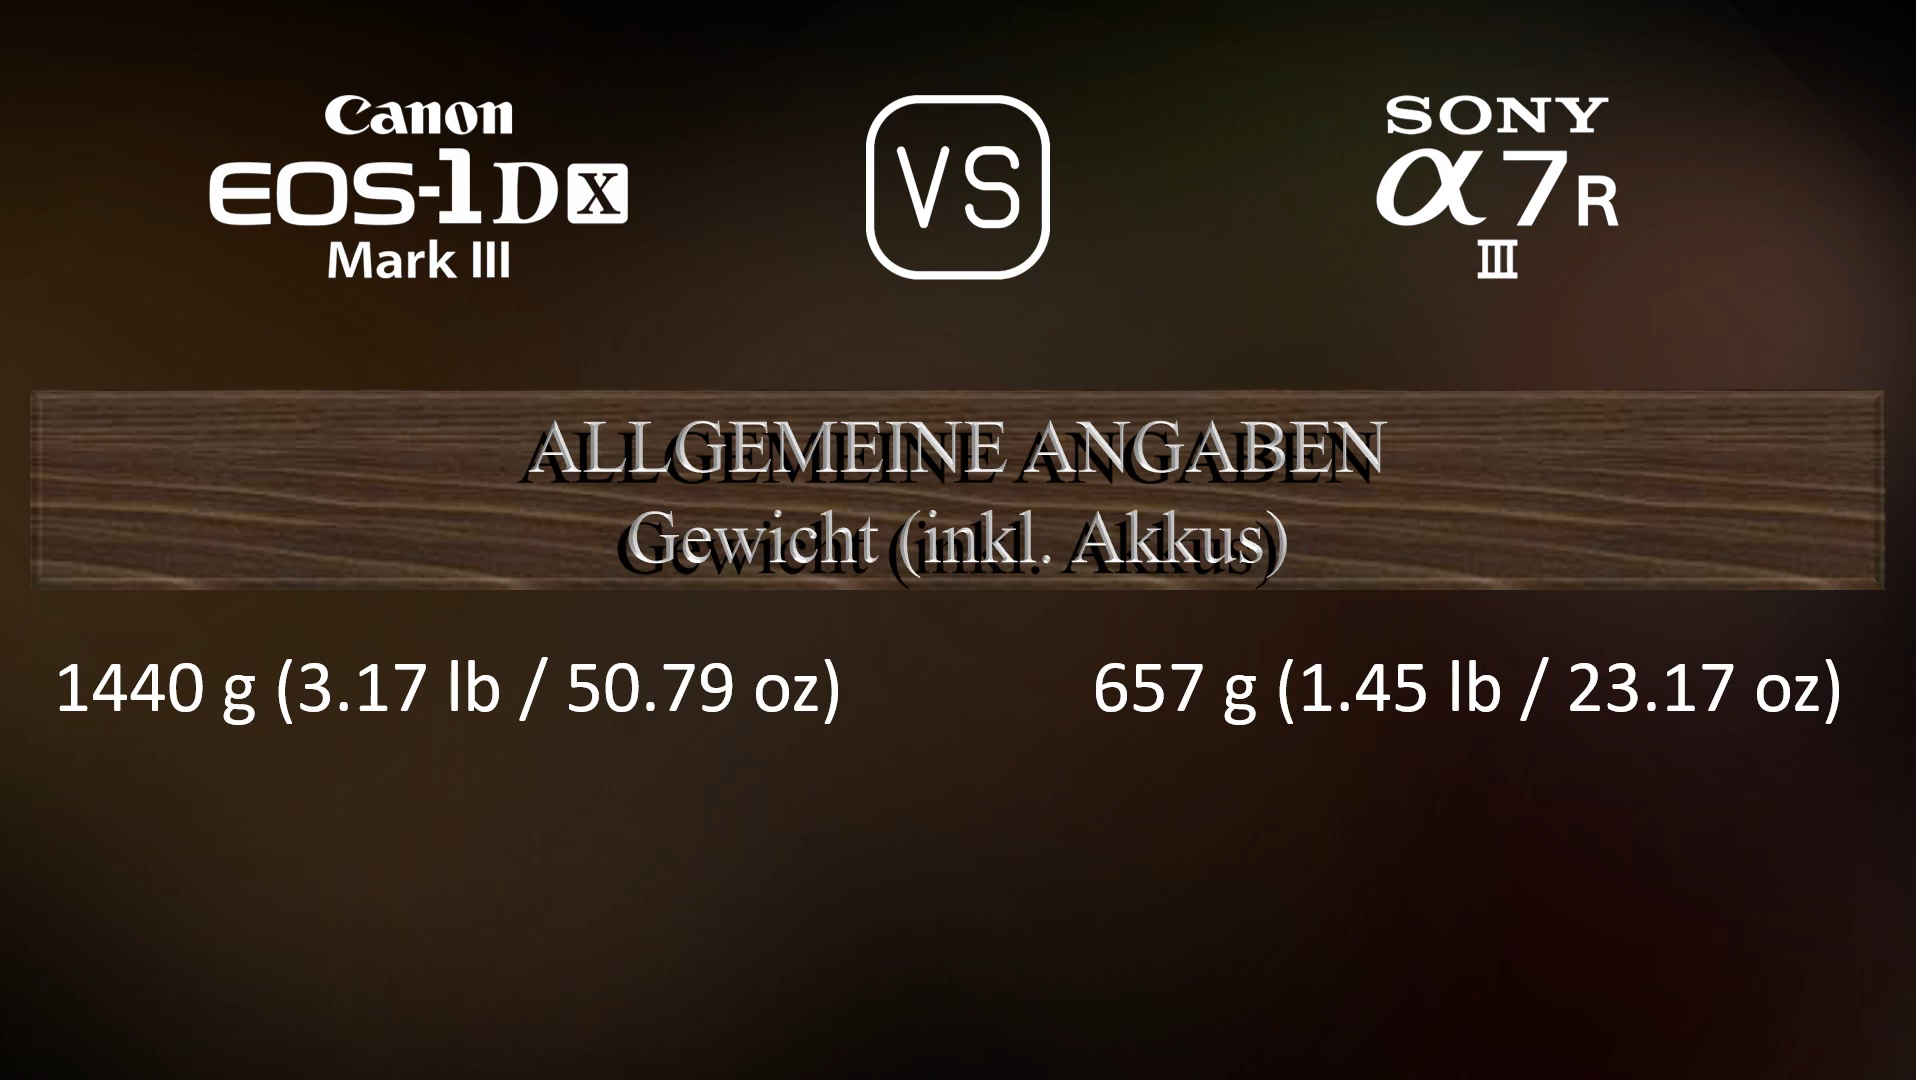 Canon
EOS-1D X
Mark III
VS
SONY
α7R
III
ALLGEMEINE ANGABEN
Gewicht (inkl. Akkus)
1440 g (3.17 lb / 50.79 oz)
657 g (1.45 lb / 23.17 oz)